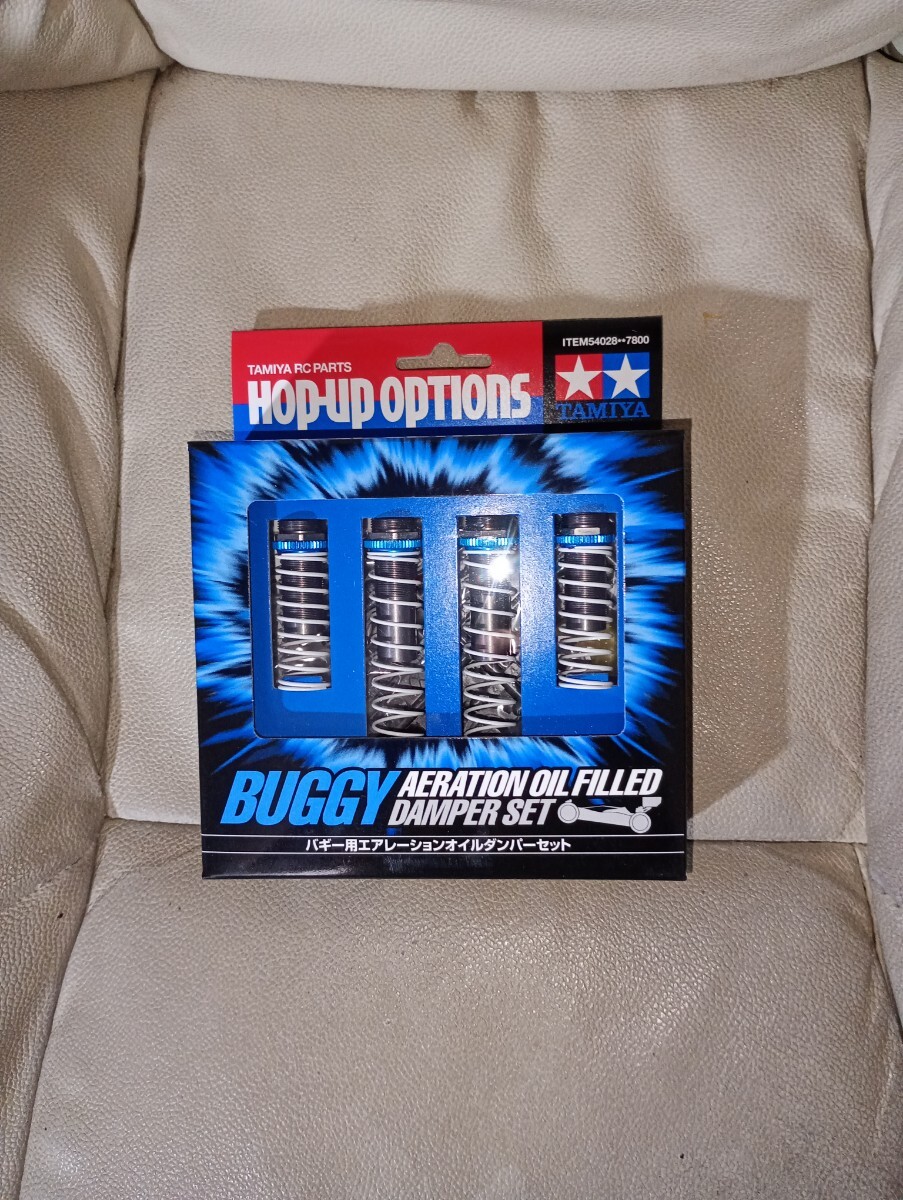 ITEM54028**7800
TAMIYA RC PARTS
HOP-UP OPTIONS
TAMIYA
BUGGY AERATION OIL FILLED
DAMPER SET
バギー用エアレーションオイルダンパーセット